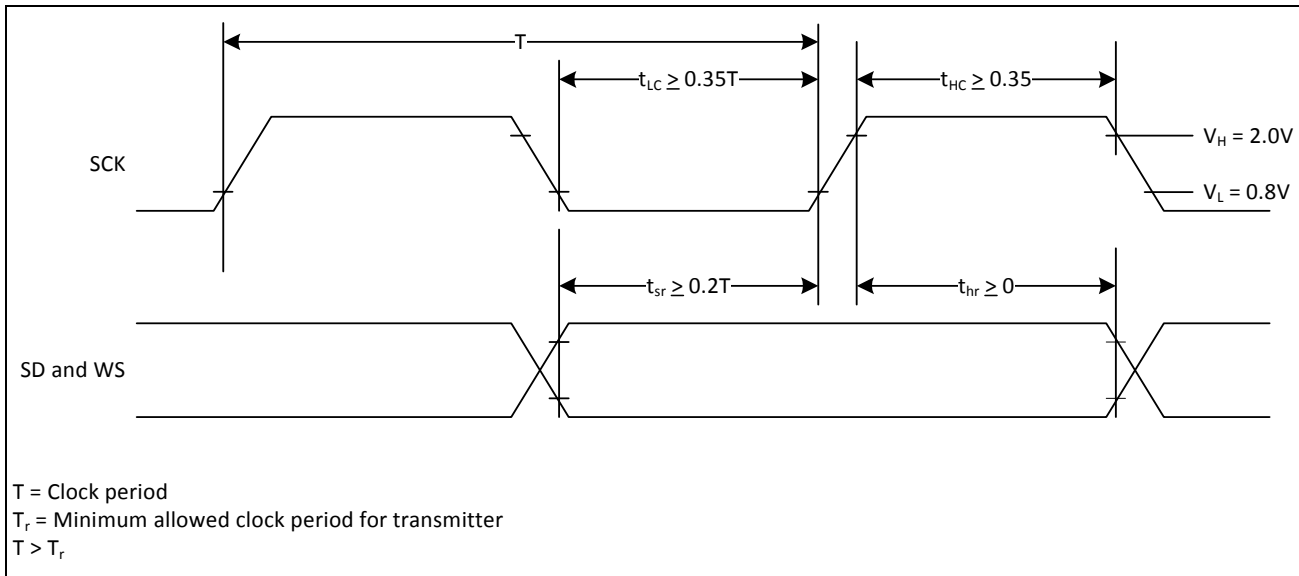 T
t_LC ≥ 0.35T
t_HC ≥ 0.35
SCK
V_H = 2.0V
V_L = 0.8V
t_sr ≥ 0.2T
t_hr ≥ 0
SD and WS
T = Clock period
T_r = Minimum allowed clock period for transmitter
T > T_r